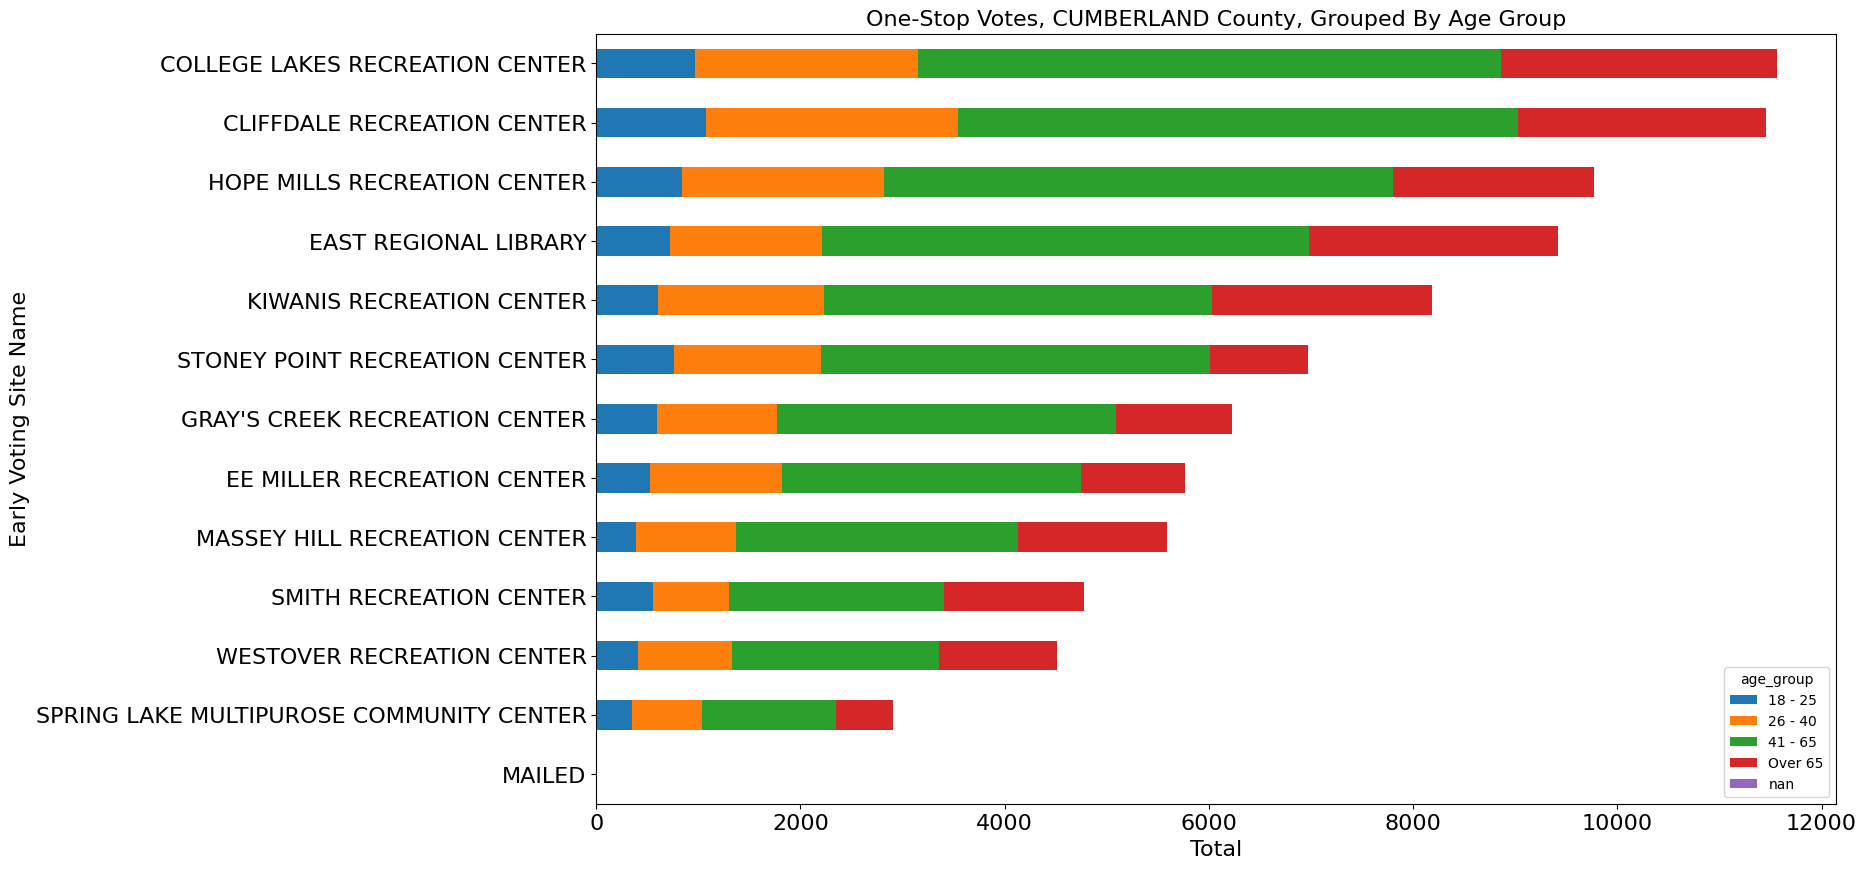 One-Stop Votes, CUMBERLAND County, Grouped By Age Group
Early Voting Site Name
COLLEGE LAKES RECREATION CENTER
CLIFFDALE RECREATION CENTER
HOPE MILLS RECREATION CENTER
EAST REGIONAL LIBRARY
KIWANIS RECREATION CENTER
STONEY POINT RECREATION CENTER
GRAY'S CREEK RECREATION CENTER
EE MILLER RECREATION CENTER
MASSEY HILL RECREATION CENTER
SMITH RECREATION CENTER
WESTOVER RECREATION CENTER
SPRING LAKE MULTIPUROSE COMMUNITY CENTER
MAILED
age_group
18 - 25
26 - 40
41 - 65
Over 65
nan
0 2000 4000 6000 8000 10000 12000
Total